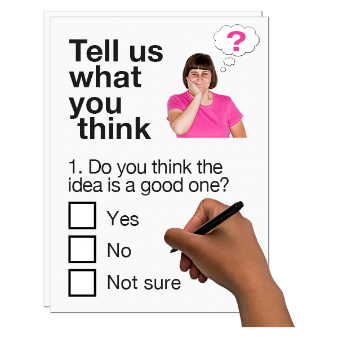 ?
Tell us
what
you
think
1. Do you think the
idea is a good one?
Yes
No
Not sure